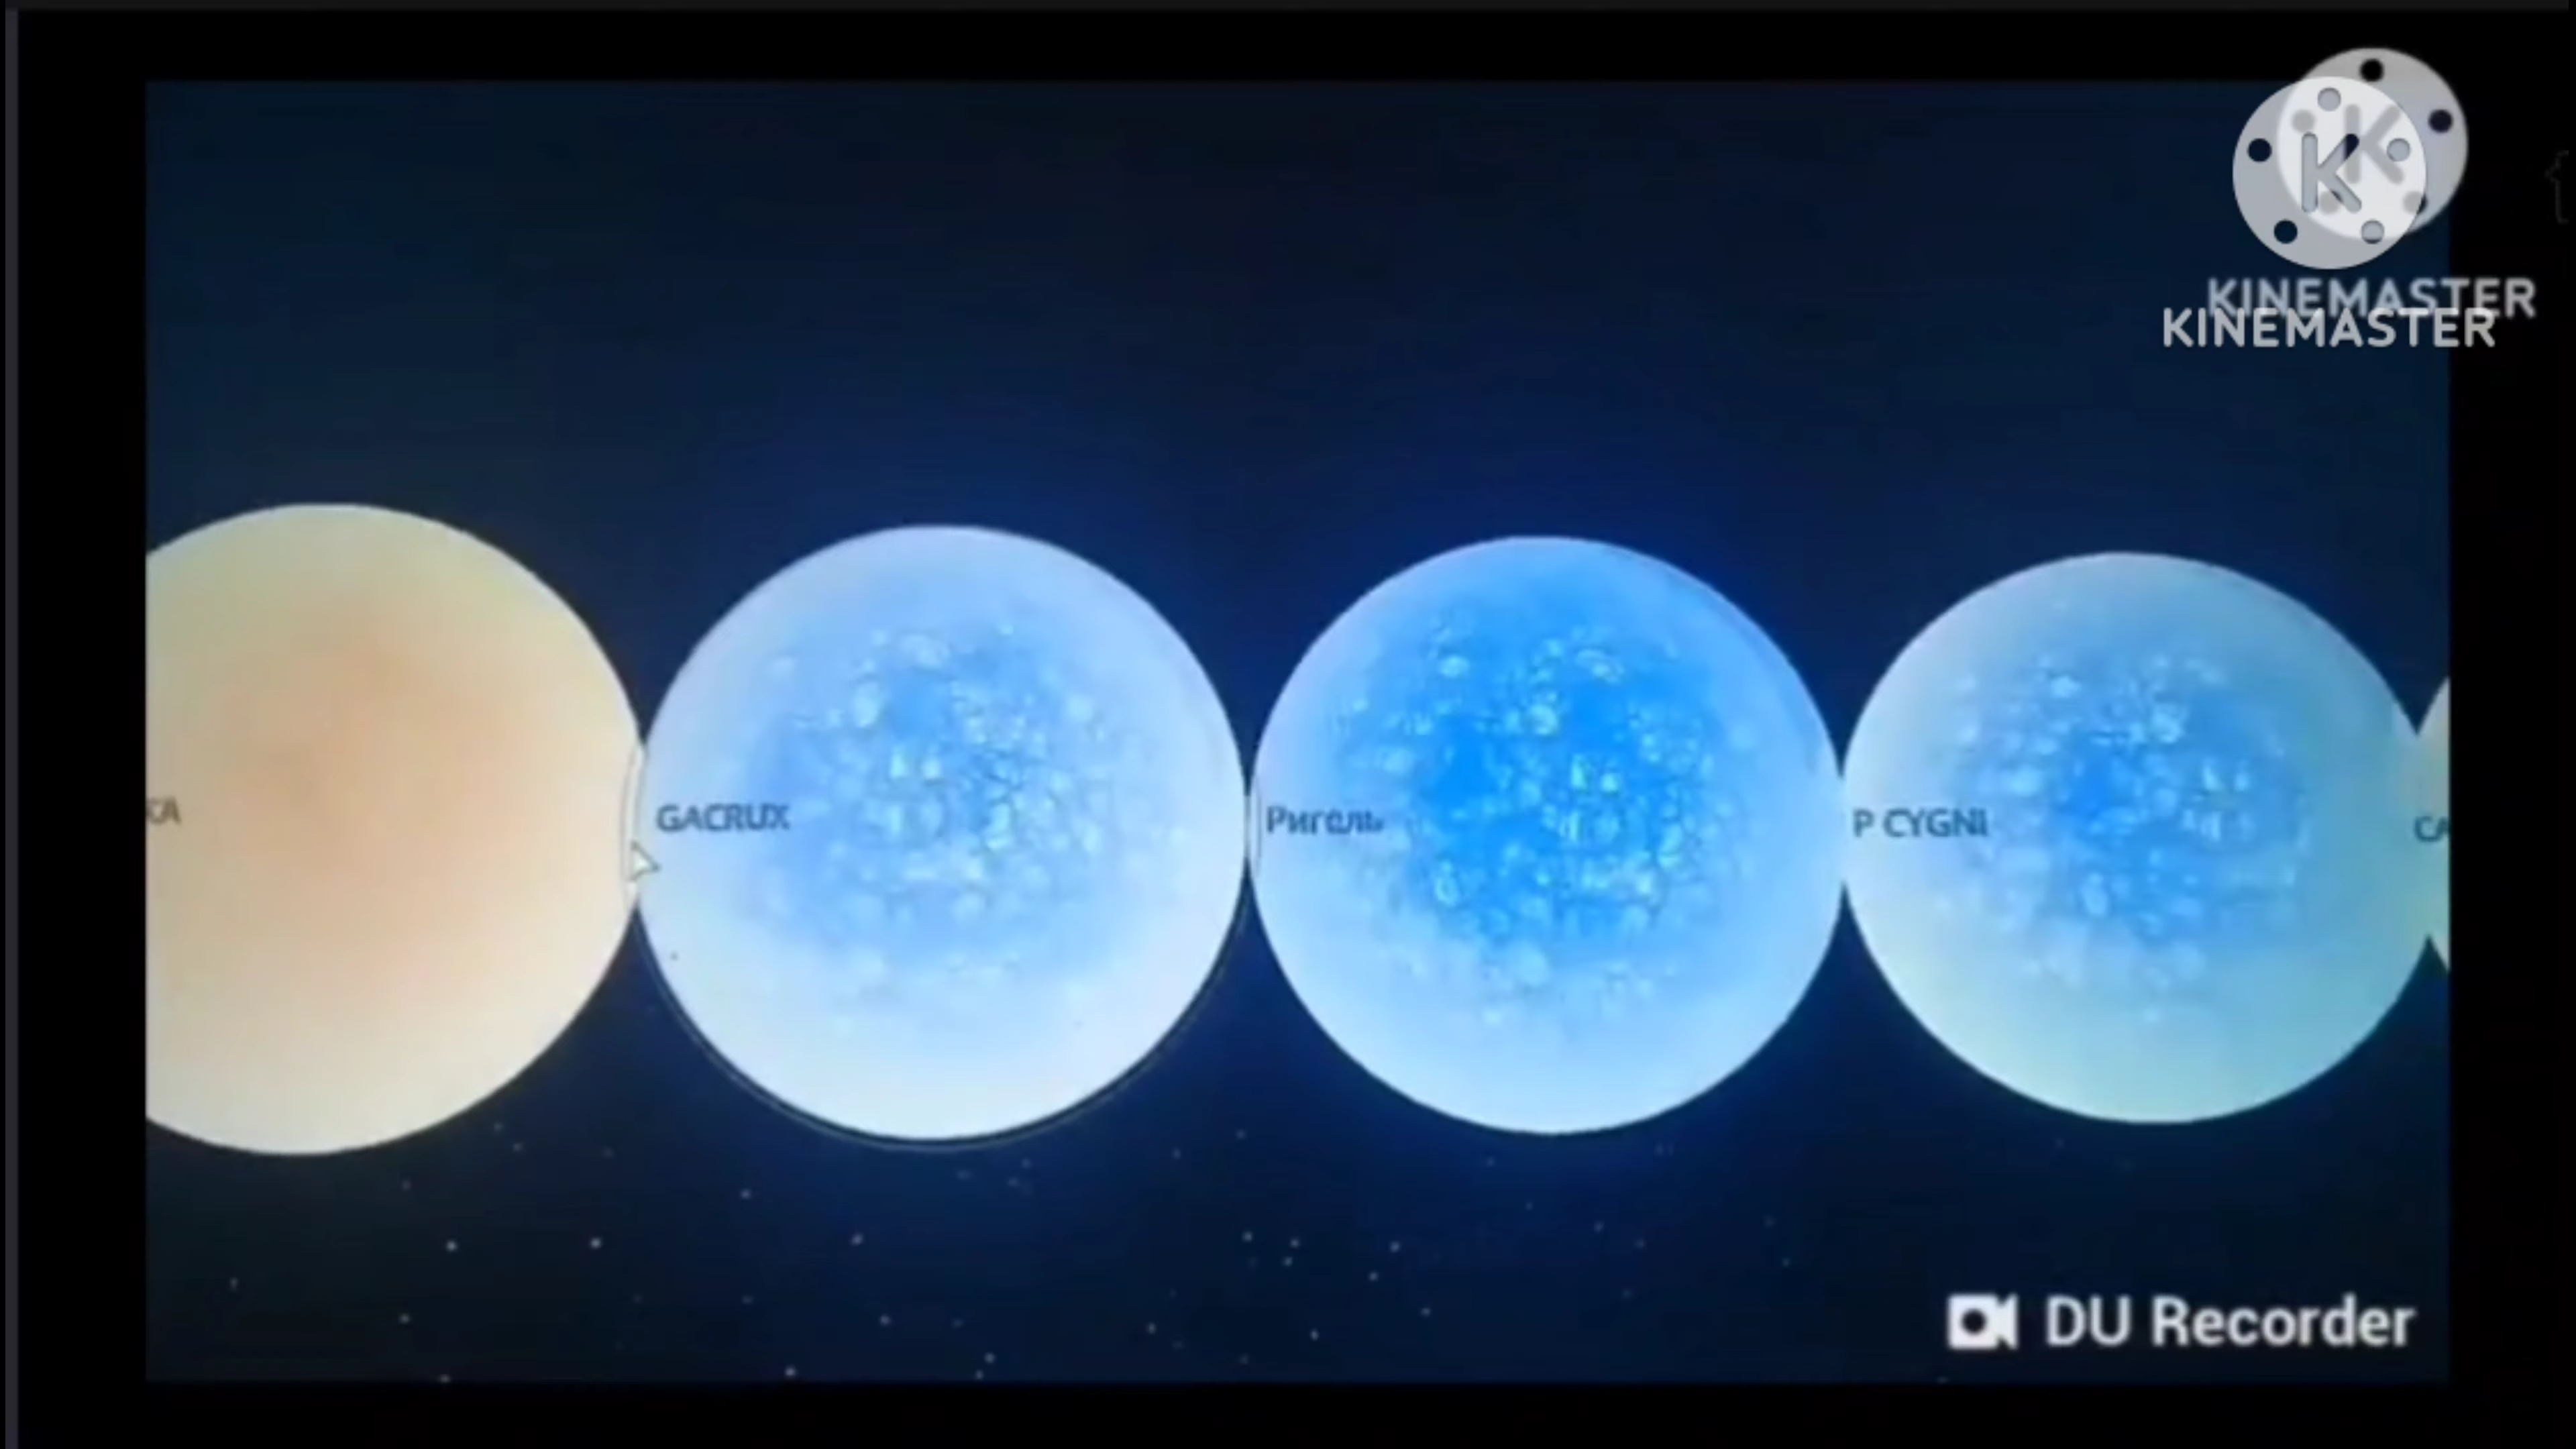 KINEMASTER
KINEMASTER
GACRUX
Ригель
P CYGNI
DU Recorder